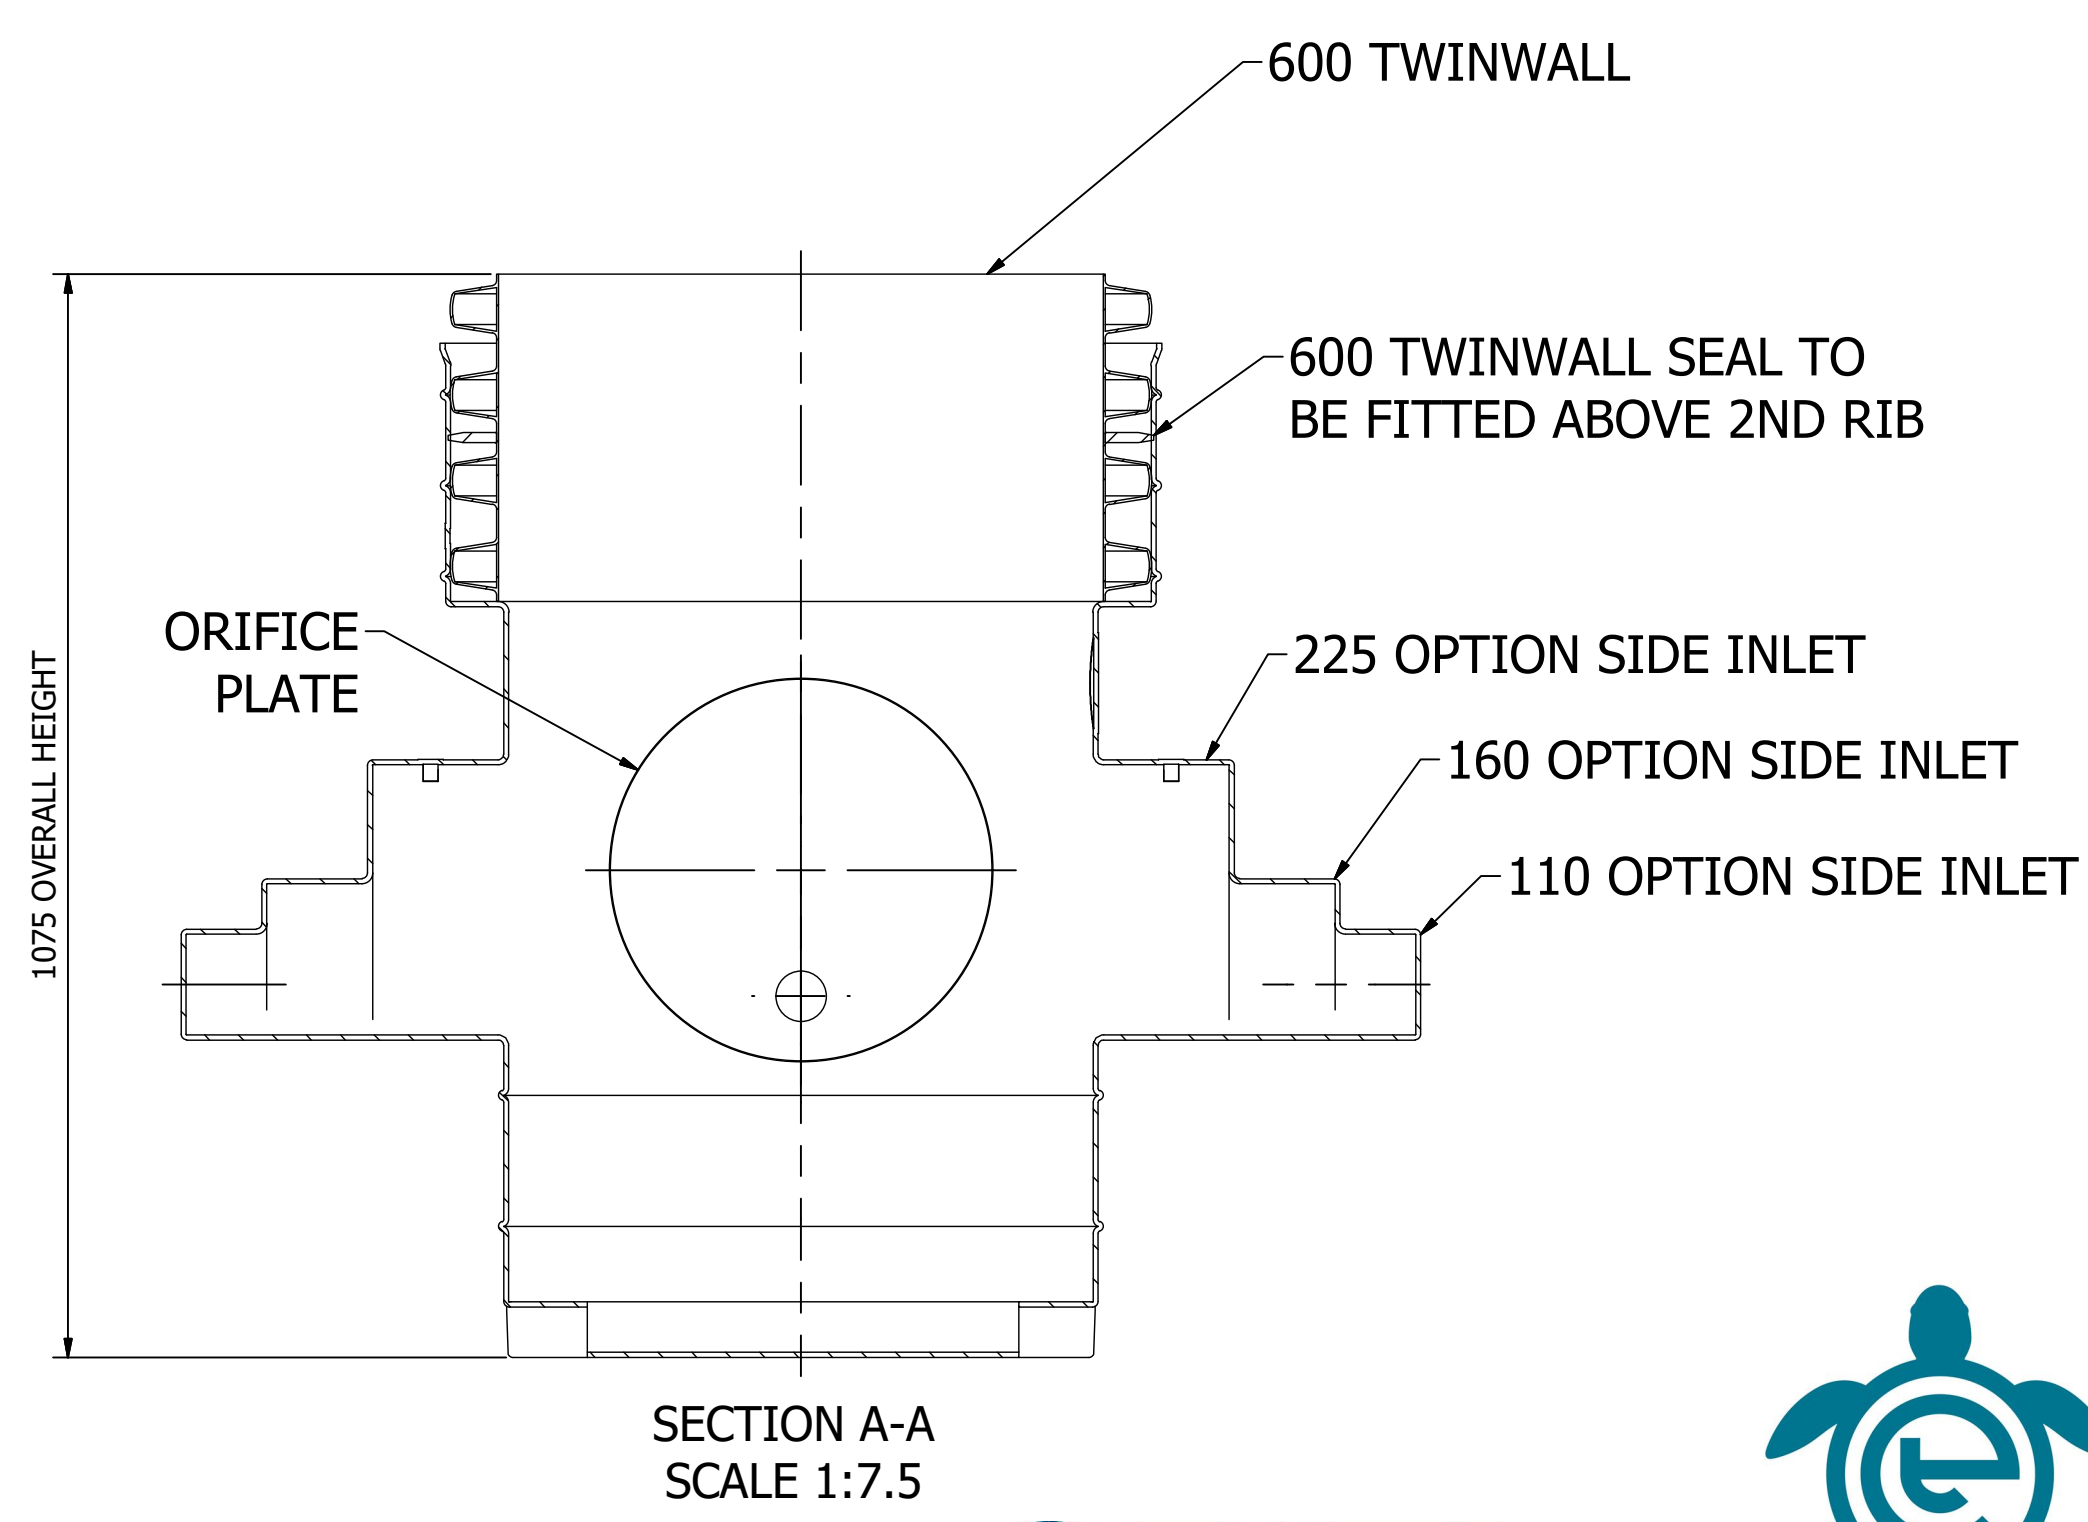 600 TWINWALL
600 TWINWALL SEAL TO
BE FITTED ABOVE 2ND RIB
ORIFICE
PLATE
225 OPTION SIDE INLET
160 OPTION SIDE INLET
110 OPTION SIDE INLET
1075 OVERALL HEIGHT
SECTION A-A
SCALE 1:7.5